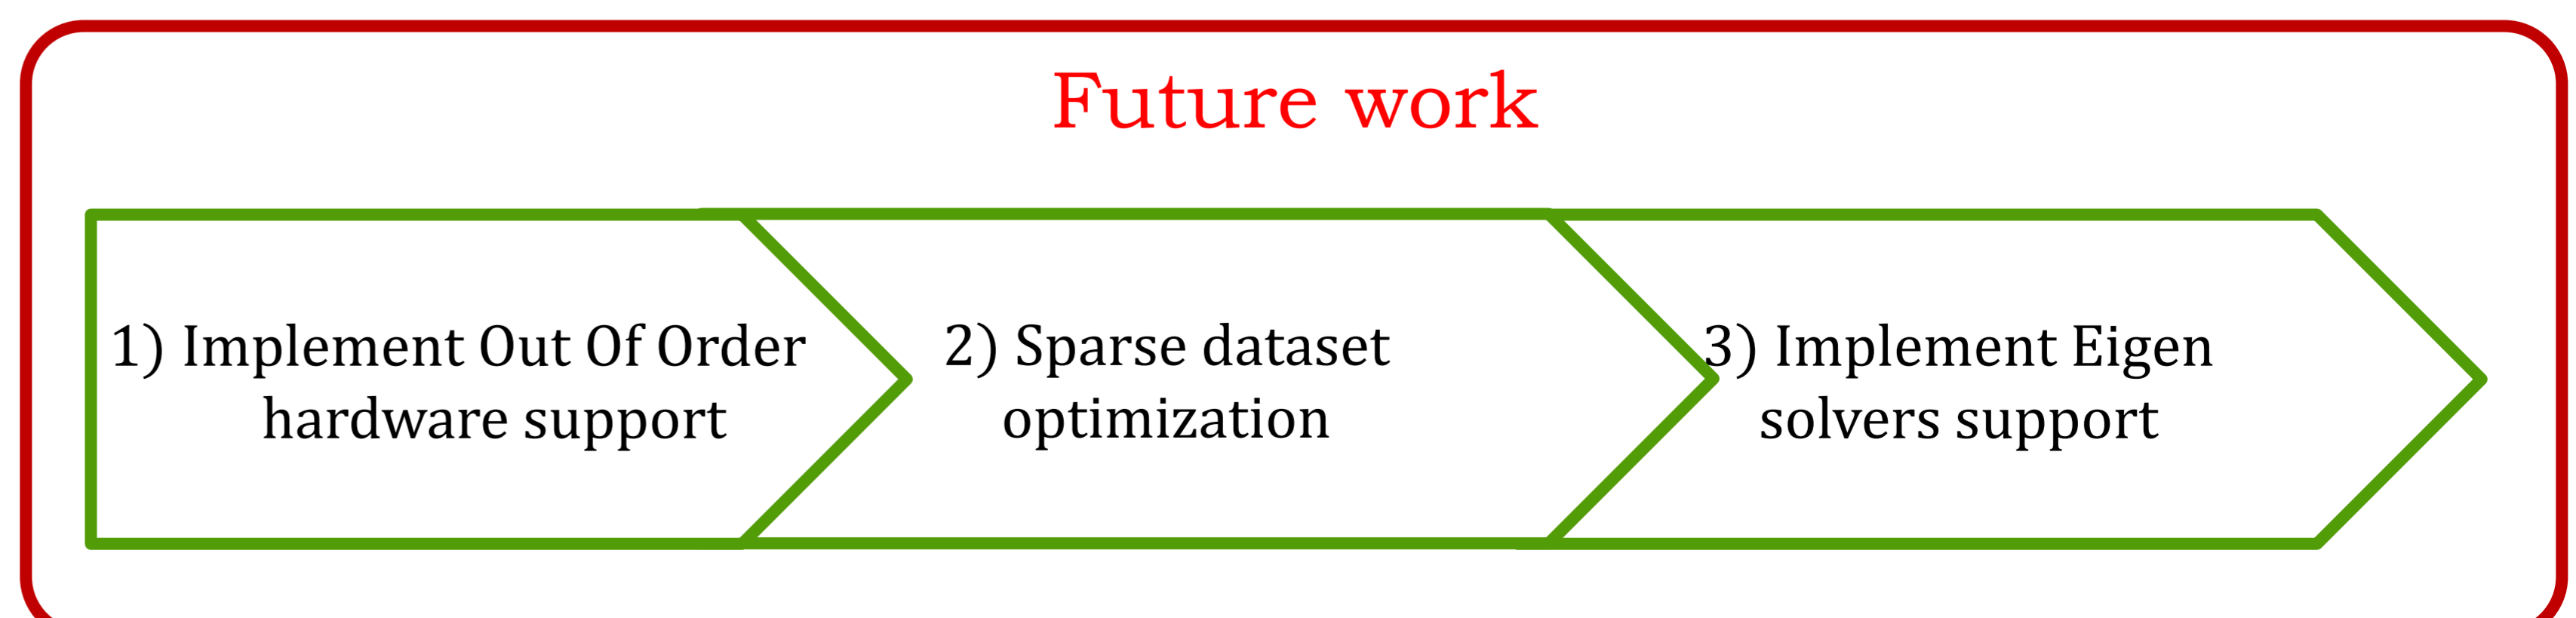 Future work
1) Implement Out Of Order
hardware support
2) Sparse dataset
optimization
3) Implement Eigen
solvers support